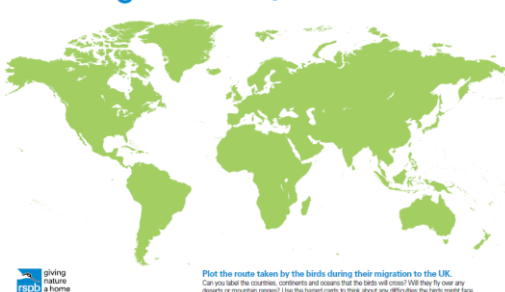 Plot the route taken by the birds during their migration to the UK.
Can you label the countries, continents and oceans that the birds will cross? Will they fly over any
deserts or mountain ranges? Use the hazard cards to think about any difficulties the birds might face
giving
nature
a home
rspb